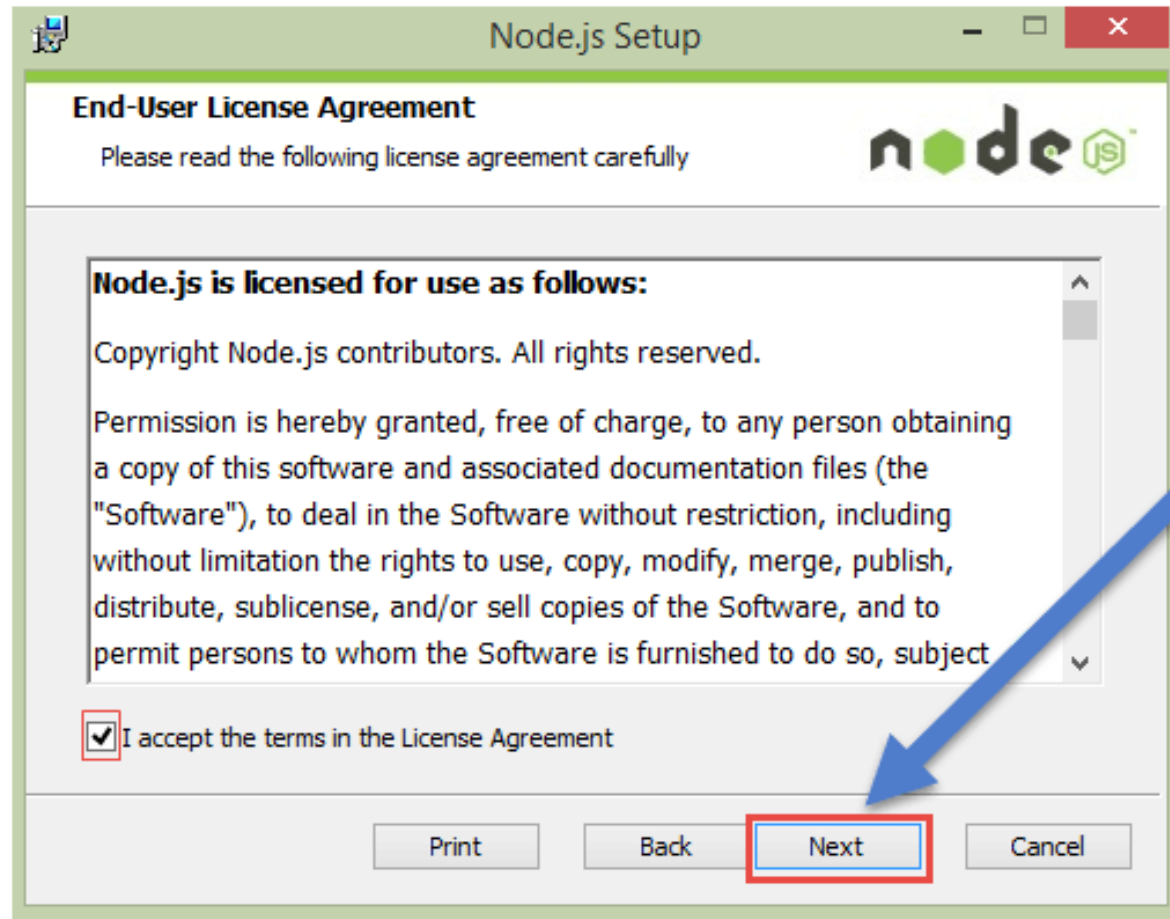 Node.js Setup
End-User License Agreement
Please read the following license agreement carefully
node JS
Node.js is licensed for use as follows:
Copyright Node.js contributors. All rights reserved.
Permission is hereby granted, free of charge, to any person obtaining
a copy of this software and associated documentation files (the
"Software"), to deal in the Software without restriction, including
without limitation the rights to use, copy, modify, merge, publish,
distribute, sublicense, and/or sell copies of the Software, and to
permit persons to whom the Software is furnished to do so, subject
I accept the terms in the License Agreement
Print Back Next Cancel